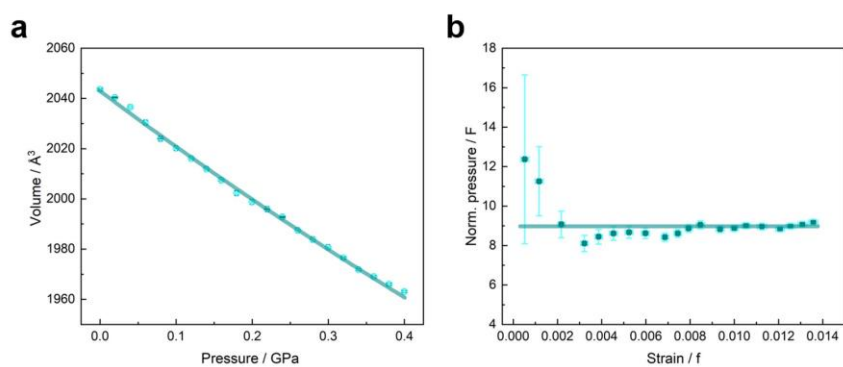 a
2060
2040
2020
2000
1980
1960
Volume / Å³
0.0 0.1 0.2 0.3 0.4
Pressure / GPa
b
18
16
14
12
10
8
6
4
Norm. pressure / F
0.000 0.002 0.004 0.006 0.008 0.010 0.012 0.014
Strain / f